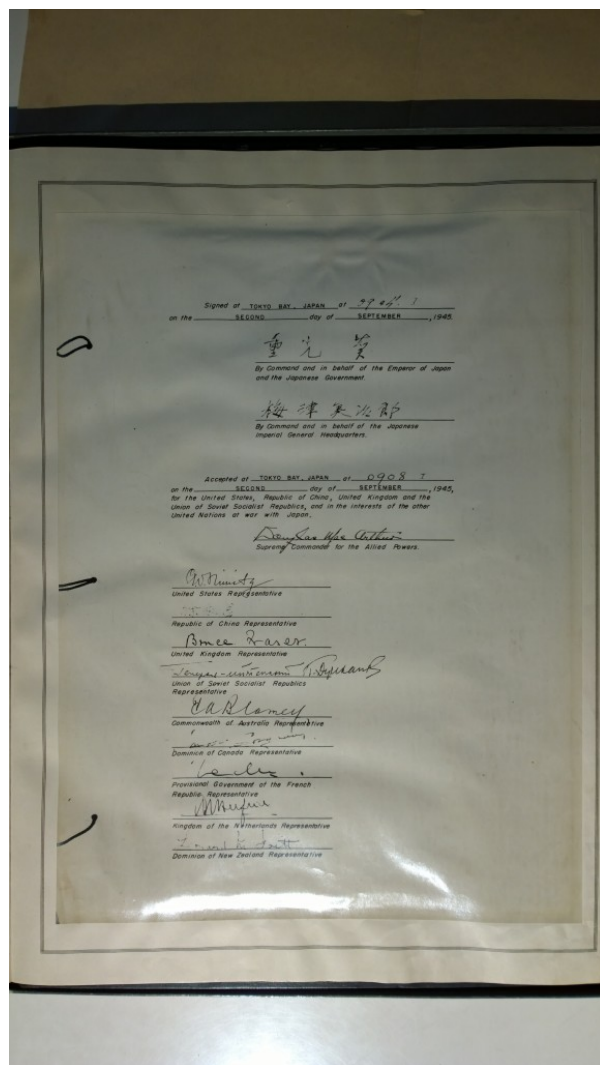 Signed at TOKYO BAY, JAPAN at
on the SECOND day of SEPTEMBER, 1945
重光葵
By Command and in behalf of the Emperor of Japan
and the Japanese Government.
梅津美治郎
By Command and in behalf of the Japanese
Imperial General Headquarters.
Accepted at TOKYO BAY, JAPAN at 0908 I
on the SECOND day of SEPTEMBER, 1945,
for the United States, Republic of China, United Kingdom and the
Union of Soviet Socialist Republics, and in the interests of the other
United Nations at war with Japan.
Douglas MacArthur
Supreme Commander for the Allied Powers.
CW Nimitz
United States Representative
Republic of China Representative
Bruce Fraser
United Kingdom Representative
Union of Soviet Socialist Republics
Representative
T A Blamey
Commonwealth of Australia Representative
Dominion of Canada Representative
Provisional Government of the French
Republic Representative
Kingdom of the Netherlands Representative
Dominion of New Zealand Representative